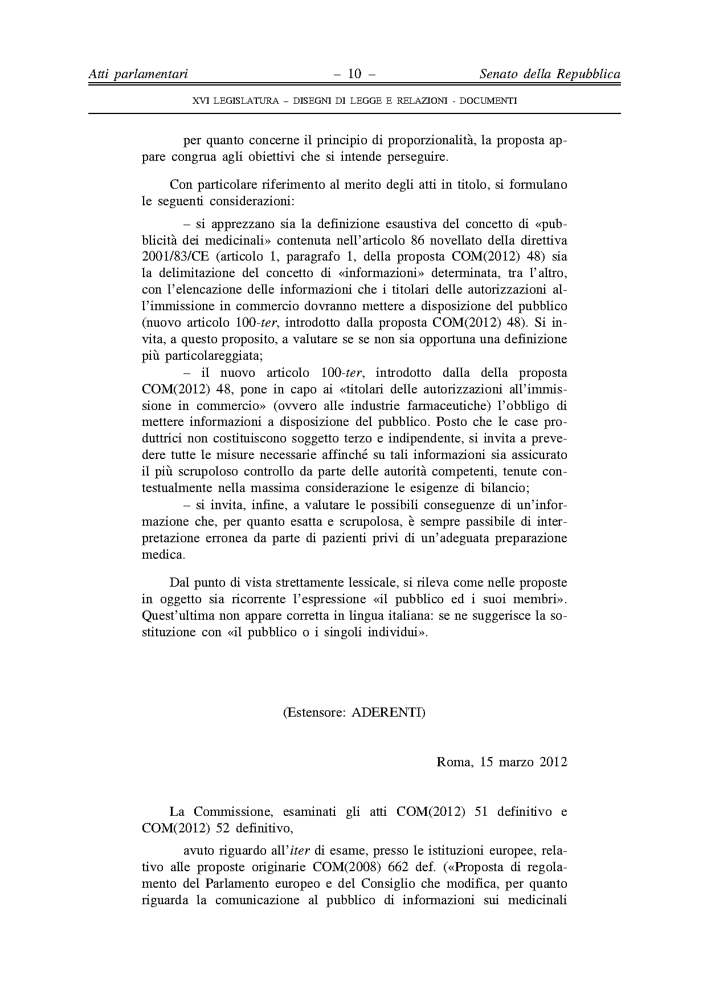 Atti parlamentari – 10 – Senato della Repubblica
XVI LEGISLATURA – DISEGNI DI LEGGE E RELAZIONI - DOCUMENTI
per quanto concerne il principio di proporzionalità, la proposta ap-
pare congrua agli obiettivi che si intende perseguire.
Con particolare riferimento al merito degli atti in titolo, si formulano
le seguenti considerazioni:
– si apprezzano sia la definizione esaustiva del concetto di «pub-
blicità dei medicinali» contenuta nell’articolo 86 novellato della direttiva
2001/83/CE (articolo 1, paragrafo 1, della proposta COM(2012) 48) sia
la delimitazione del concetto di «informazioni» determinata, tra l’altro,
con l’elencazione delle informazioni che i titolari delle autorizzazioni al-
l’immissione in commercio dovranno mettere a disposizione del pubblico
(nuovo articolo 100-ter, introdotto dalla proposta COM(2012) 48). Si in-
vita, a questo proposito, a valutare se se non sia opportuna una definizione
più particolareggiata;
– il nuovo articolo 100-ter, introdotto dalla della proposta
COM(2012) 48, pone in capo ai «titolari delle autorizzazioni all’immis-
sione in commercio» (ovvero alle industrie farmaceutiche) l’obbligo di
mettere informazioni a disposizione del pubblico. Posto che le case pro-
duttrici non costituiscono soggetto terzo e indipendente, si invita a preve-
dere tutte le misure necessarie affinché su tali informazioni sia assicurato
il più scrupoloso controllo da parte delle autorità competenti, tenute con-
testualmente nella massima considerazione le esigenze di bilancio;
– si invita, infine, a valutare le possibili conseguenze di un’infor-
mazione che, per quanto esatta e scrupolosa, è sempre passibile di inter-
pretazione erronea da parte di pazienti privi di un’adeguata preparazione
medica.
Dal punto di vista strettamente lessicale, si rileva come nelle proposte
in oggetto sia ricorrente l’espressione «il pubblico ed i suoi membri».
Quest’ultima non appare corretta in lingua italiana: se ne suggerisce la so-
stituzione con «il pubblico o i singoli individui».
(Estensore: ADERENTI)
Roma, 15 marzo 2012
La Commissione, esaminati gli atti COM(2012) 51 definitivo e
COM(2012) 52 definitivo,
avuto riguardo all’iter di esame, presso le istituzioni europee, rela-
tivo alle proposte originarie COM(2008) 662 def. («Proposta di regola-
mento del Parlamento europeo e del Consiglio che modifica, per quanto
riguarda la comunicazione al pubblico di informazioni sui medicinali